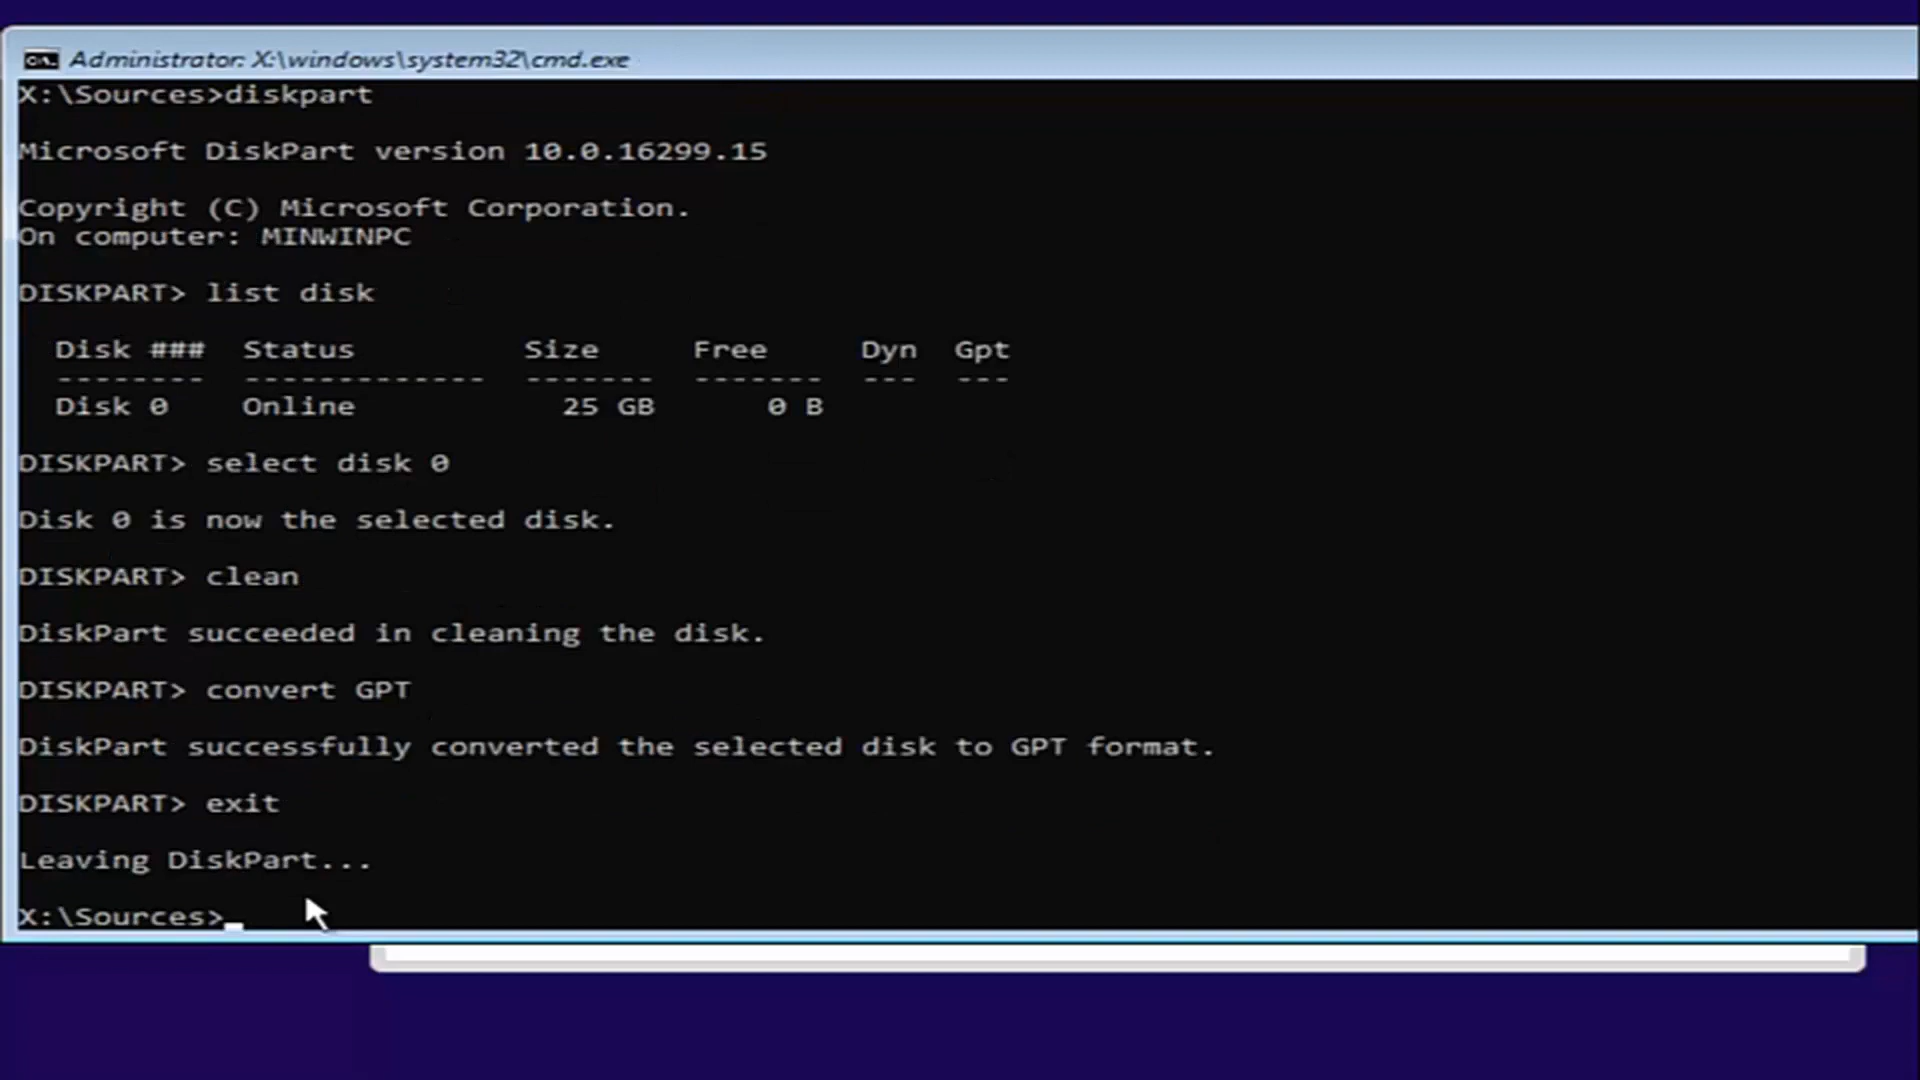 Administrator: X:\windows\system32\cmd.exe
X:\Sources>diskpart
Microsoft DiskPart version 10.0.16299.15
Copyright (C) Microsoft Corporation.
On computer: MINWINPC
DISKPART> list disk
Disk ###  Status         Size     Free     Dyn  Gpt
--------  -------------  -------  -------  ---  ---
Disk 0    Online           25 GB      0 B
DISKPART> select disk 0
Disk 0 is now the selected disk.
DISKPART> clean
DiskPart succeeded in cleaning the disk.
DISKPART> convert GPT
DiskPart successfully converted the selected disk to GPT format.
DISKPART> exit
Leaving DiskPart...
X:\Sources>_